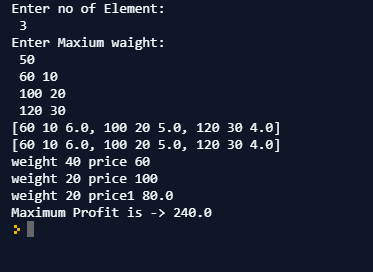 Enter no of Element:
3
Enter Maxium waight:
50
60 10
100 20
120 30
[60 10 6.0, 100 20 5.0, 120 30 4.0]
[60 10 6.0, 100 20 5.0, 120 30 4.0]
weight 40 price 60
weight 20 price 100
weight 20 price1 80.0
Maximum Profit is -> 240.0
>